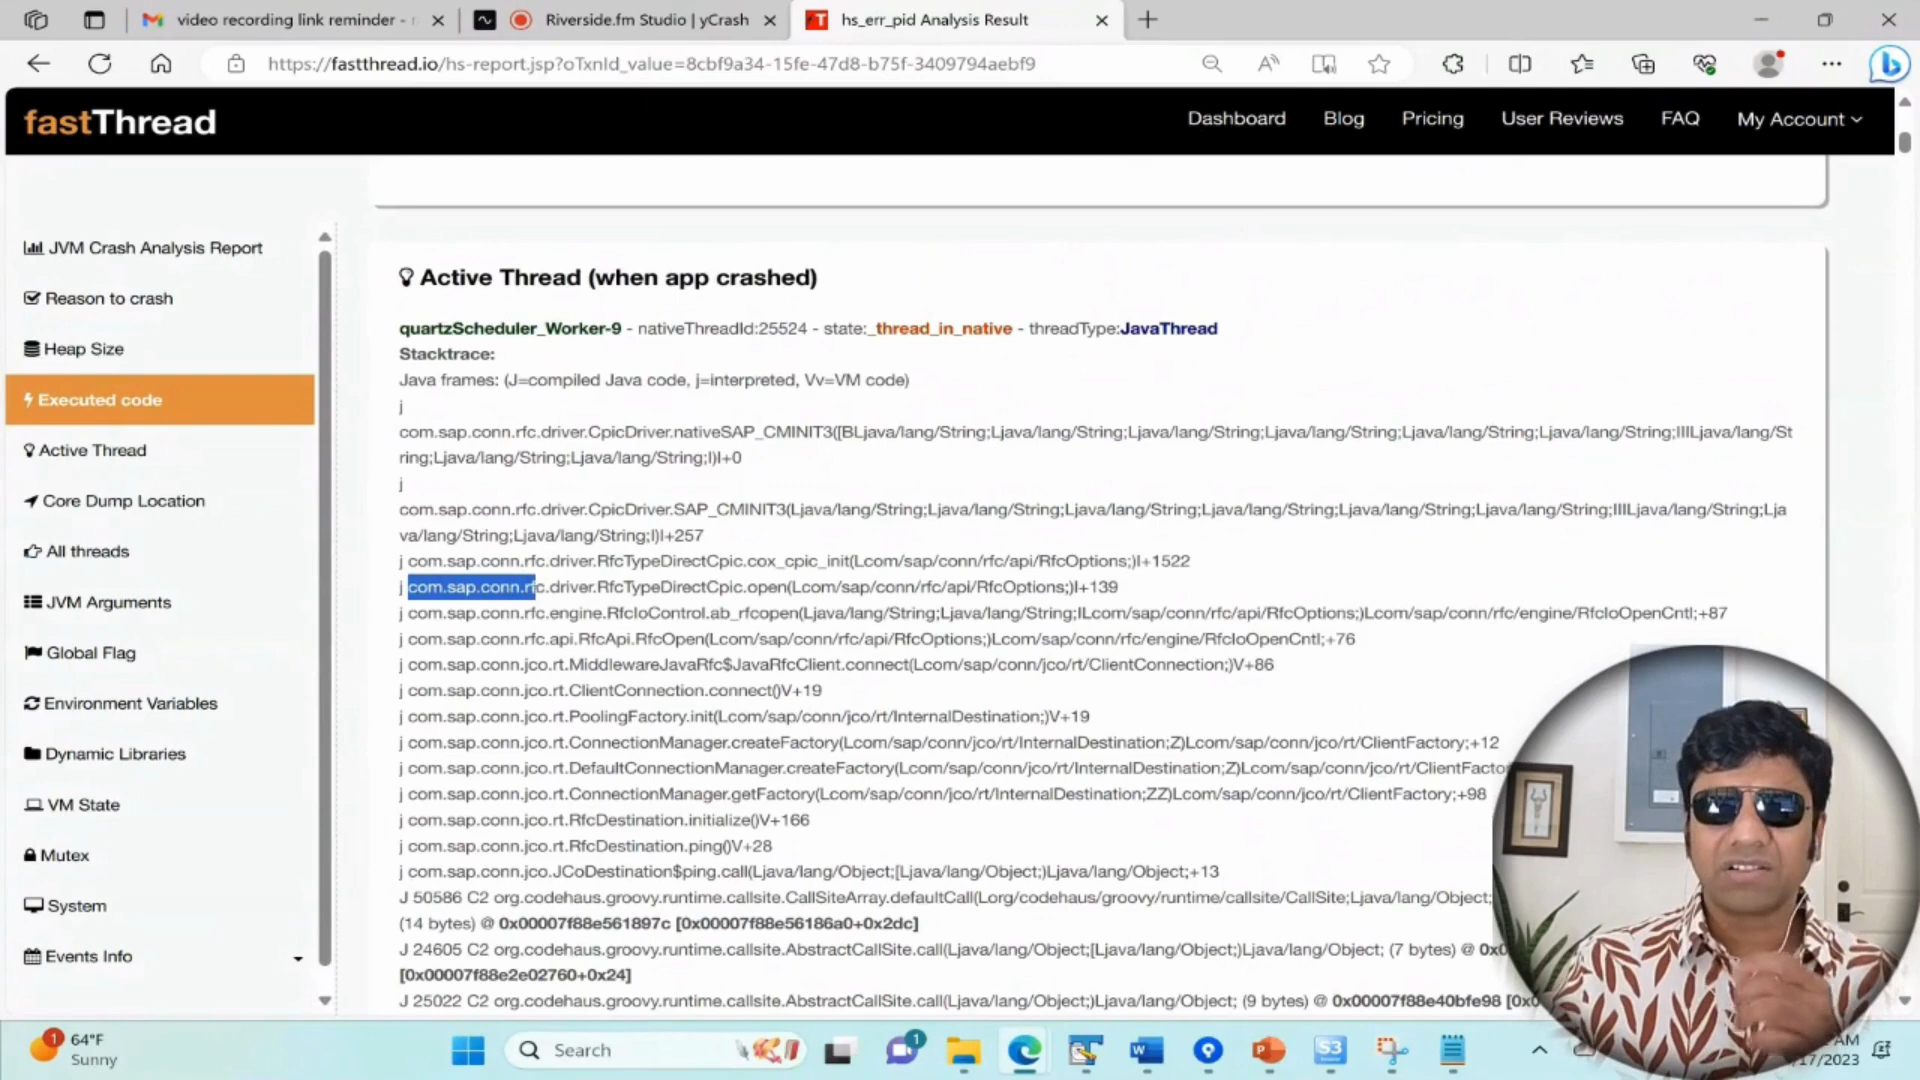 video recording link reminder -
Riverside.fm Studio | yCrash
hs_err_pid Analysis Result
https://fastthread.io/hs-report.jsp?oTxnId_value=8cbf9a34-15fe-47d8-b75f-3409794aebf9
fastThread
Dashboard
Blog
Pricing
User Reviews
FAQ
My Account
JVM Crash Analysis Report
Reason to crash
Heap Size
Executed code
Active Thread
Core Dump Location
All threads
JVM Arguments
Global Flag
Environment Variables
Dynamic Libraries
VM State
Mutex
System
Events Info
Active Thread (when app crashed)
quartzScheduler_Worker-9 - nativeThreadId:25524 - state:_thread_in_native - threadType:JavaThread
Stacktrace:
Java frames: (J=compiled Java code, j=interpreted, Vv=VM code)
j
com.sap.conn.rfc.driver.CpicDriver.nativeSAP_CMINIT3([BLjava/lang/String;Ljava/lang/String;Ljava/lang/String;Ljava/lang/String;Ljava/lang/String;Ljava/lang/String;IIILjava/lang/St
ring;Ljava/lang/String;Ljava/lang/String;I)I+0
j
com.sap.conn.rfc.driver.CpicDriver.SAP_CMINIT3(Ljava/lang/String;Ljava/lang/String;Ljava/lang/String;Ljava/lang/String;Ljava/lang/String;Ljava/lang/String;IIILjava/lang/String;Lja
va/lang/String;Ljava/lang/String;I)I+257
j com.sap.conn.rfc.driver.RfcTypeDirectCpic.cox_cpic_init(Lcom/sap/conn/rfc/api/RfcOptions;)I+1522
j com.sap.conn.rfc.driver.RfcTypeDirectCpic.open(Lcom/sap/conn/rfc/api/RfcOptions;)I+139
j com.sap.conn.rfc.engine.RfcIoControl.ab_rfcopen(Ljava/lang/String;Ljava/lang/String;ILcom/sap/conn/rfc/api/RfcOptions;)Lcom/sap/conn/rfc/engine/RfcIoOpenCntl;+87
j com.sap.conn.rfc.api.RfcApi.RfcOpen(Lcom/sap/conn/rfc/api/RfcOptions;)Lcom/sap/conn/rfc/engine/RfcIoOpenCntl;+76
j com.sap.conn.jco.rt.MiddlewareJavaRfc$JavaRfcClient.connect(Lcom/sap/conn/jco/rt/ClientConnection;)V+86
j com.sap.conn.jco.rt.ClientConnection.connect()V+19
j com.sap.conn.jco.rt.PoolingFactory.init(Lcom/sap/conn/jco/rt/InternalDestination;)V+19
j com.sap.conn.jco.rt.ConnectionManager.createFactory(Lcom/sap/conn/jco/rt/InternalDestination;Z)Lcom/sap/conn/jco/rt/ClientFactory;+12
j com.sap.conn.jco.rt.DefaultConnectionManager.createFactory(Lcom/sap/conn/jco/rt/InternalDestination;Z)Lcom/sap/conn/jco/rt/ClientFacto
j com.sap.conn.jco.rt.ConnectionManager.getFactory(Lcom/sap/conn/jco/rt/InternalDestination;ZZ)Lcom/sap/conn/jco/rt/ClientFactory;+98
j com.sap.conn.jco.rt.RfcDestination.initialize()V+166
j com.sap.conn.jco.rt.RfcDestination.ping()V+28
j com.sap.conn.jco.JCoDestination$ping.call(Ljava/lang/Object;[Ljava/lang/Object;)Ljava/lang/Object;+13
J 50586 C2 org.codehaus.groovy.runtime.callsite.CallSiteArray.defaultCall(Lorg/codehaus/groovy/runtime/callsite/CallSite;Ljava/lang/Object;
(14 bytes) @ 0x00007f88e561897c [0x00007f88e56186a0+0x2dc]
J 24605 C2 org.codehaus.groovy.runtime.callsite.AbstractCallSite.call(Ljava/lang/Object;[Ljava/lang/Object;)Ljava/lang/Object; (7 bytes) @ 0x0
[0x00007f88e2e02760+0x24]
J 25022 C2 org.codehaus.groovy.runtime.callsite.AbstractCallSite.call(Ljava/lang/Object;)Ljava/lang/Object; (9 bytes) @ 0x00007f88e40bfe98 [0x0
1
64°F
Sunny
Search
1
S3
AM
/17/2023